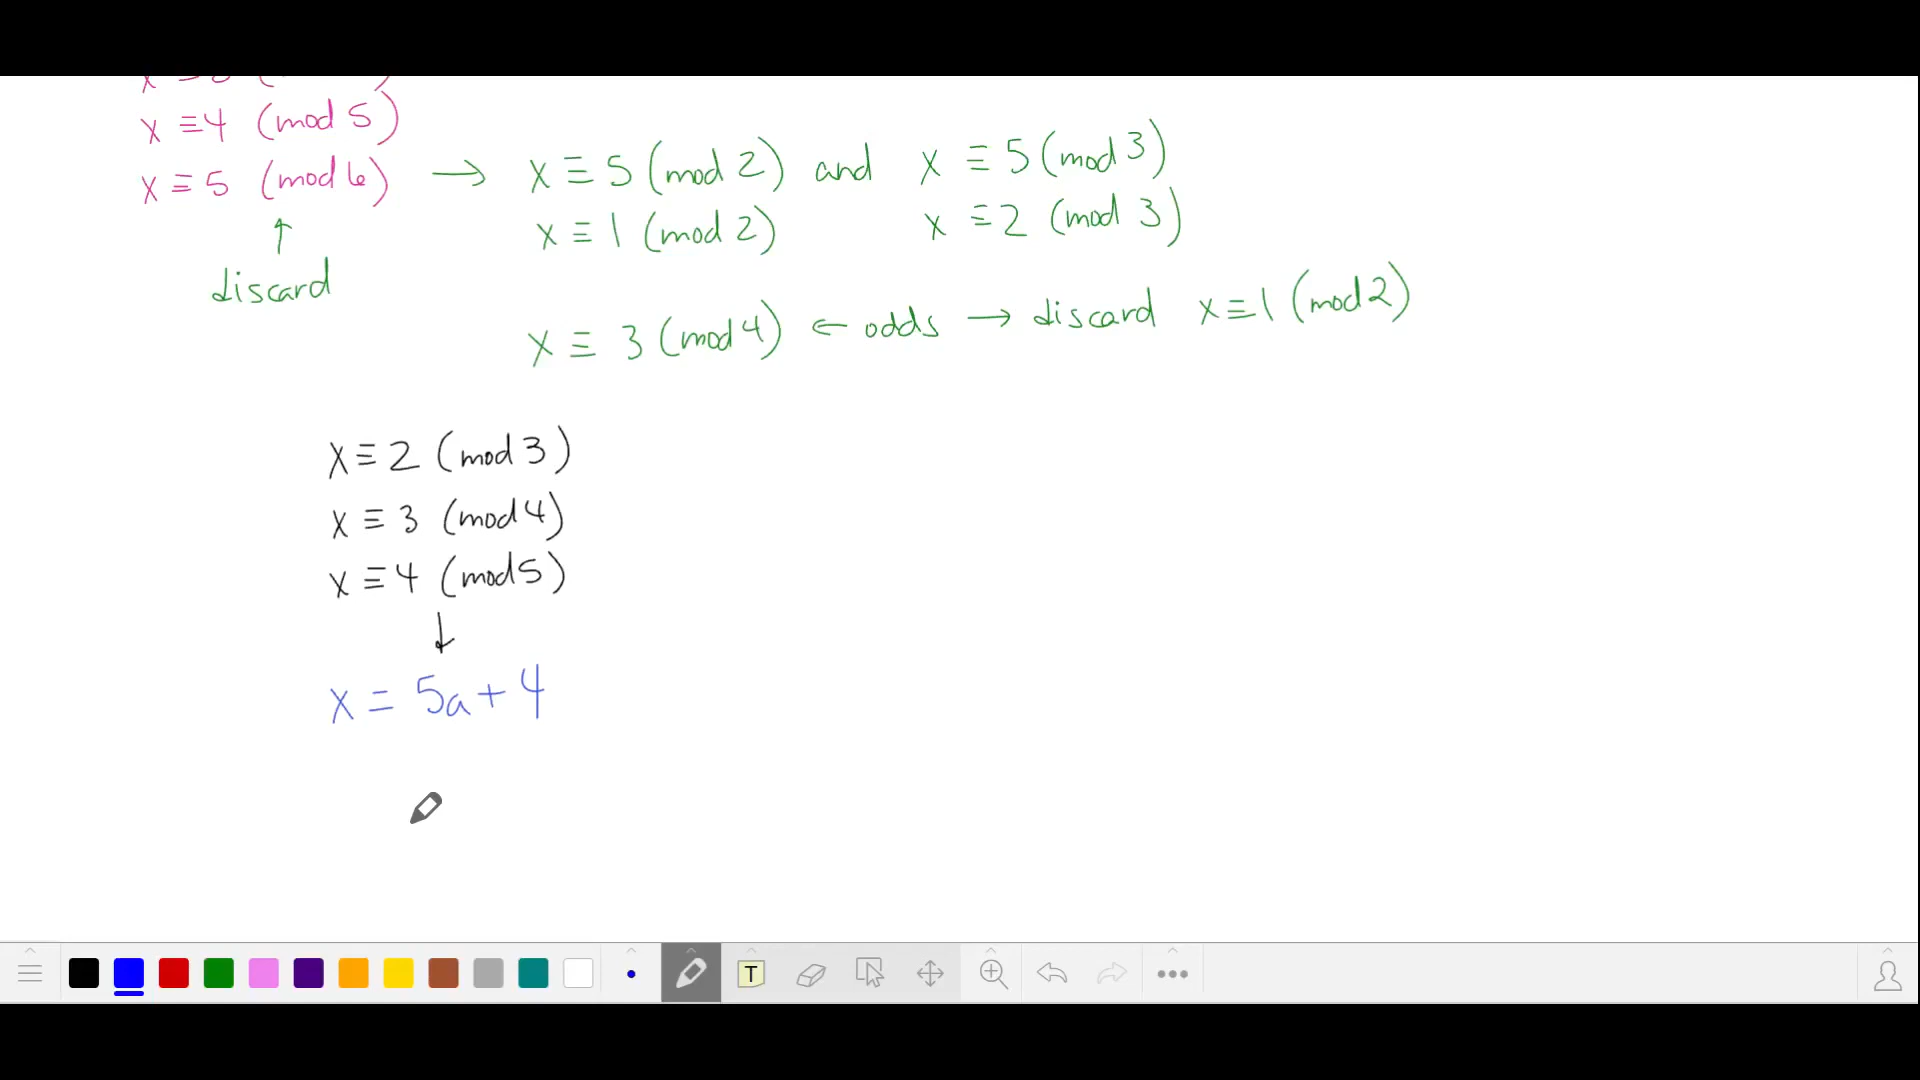 x ≡ 4 (mod 5)
x ≡ 5 (mod 6) → x ≡ 5 (mod 2) and x ≡ 5 (mod 3)
x ≡ 1 (mod 2) x ≡ 2 (mod 3)
↑
discard
x ≡ 3 (mod 4) ← odds → discard x ≡ 1 (mod 2)
x ≡ 2 (mod 3)
x ≡ 3 (mod 4)
x ≡ 4 (mod 5)
↓
x = 5a + 4
T